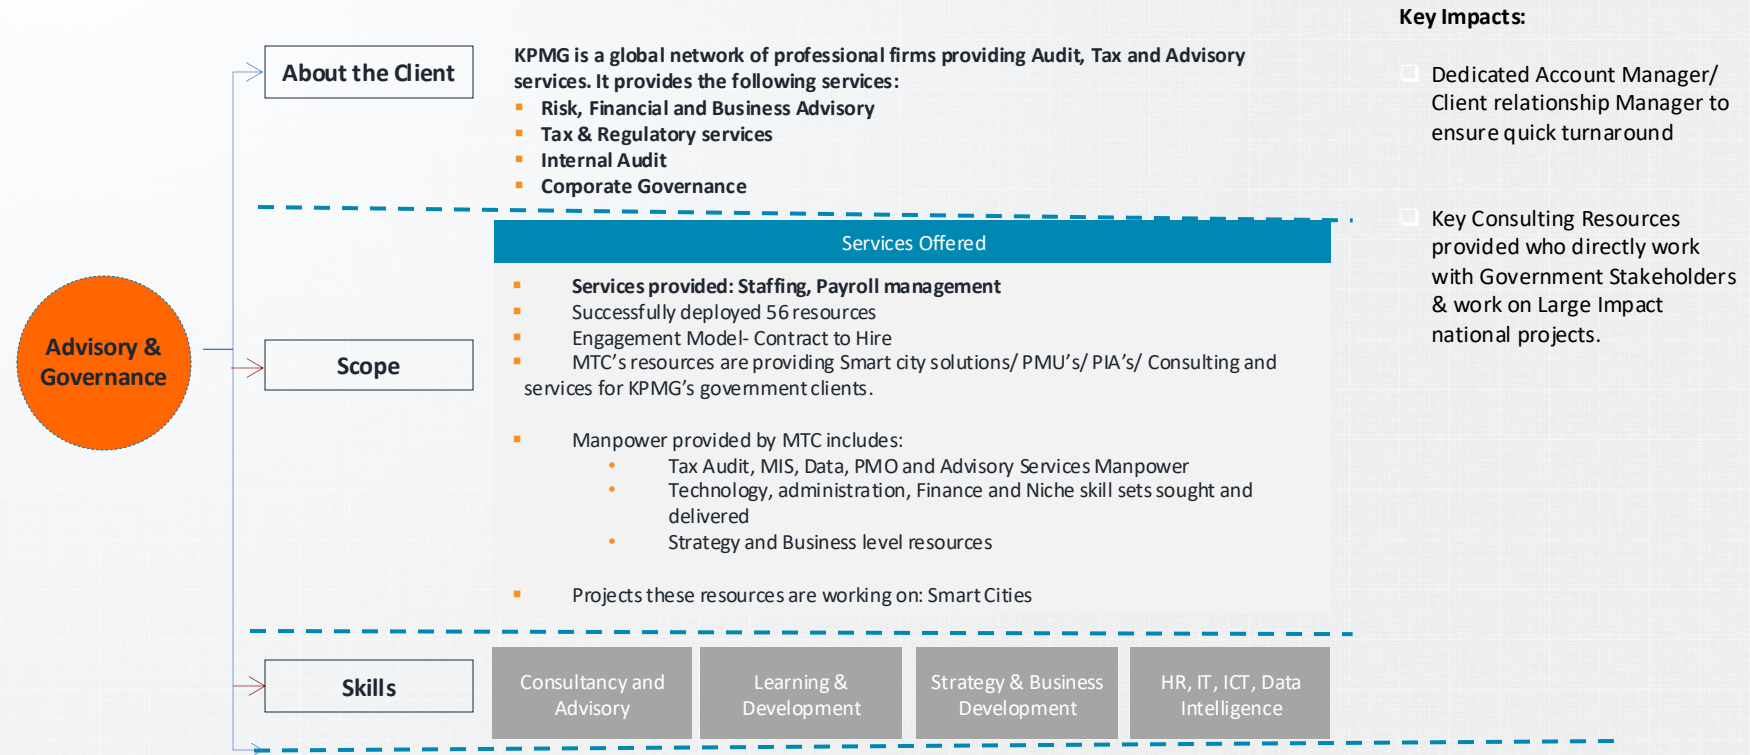 Advisory &
Governance
About the Client
KPMG is a global network of professional firms providing Audit, Tax and Advisory
services. It provides the following services:
Risk, Financial and Business Advisory
Tax & Regulatory services
Internal Audit
Corporate Governance
Scope
Services Offered
Services provided: Staffing, Payroll management
Successfully deployed 56 resources
Engagement Model- Contract to Hire
MTC’s resources are providing Smart city solutions/ PMU’s/ PIA’s/ Consulting and
services for KPMG’s government clients.
Manpower provided by MTC includes:
Tax Audit, MIS, Data, PMO and Advisory Services Manpower
Technology, administration, Finance and Niche skill sets sought and
delivered
Strategy and Business level resources
Projects these resources are working on: Smart Cities
Skills
Consultancy and
Advisory
Learning &
Development
Strategy & Business
Development
HR, IT, ICT, Data
Intelligence
Key Impacts:
Dedicated Account Manager/
Client relationship Manager to
ensure quick turnaround
Key Consulting Resources
provided who directly work
with Government Stakeholders
& work on Large Impact
national projects.